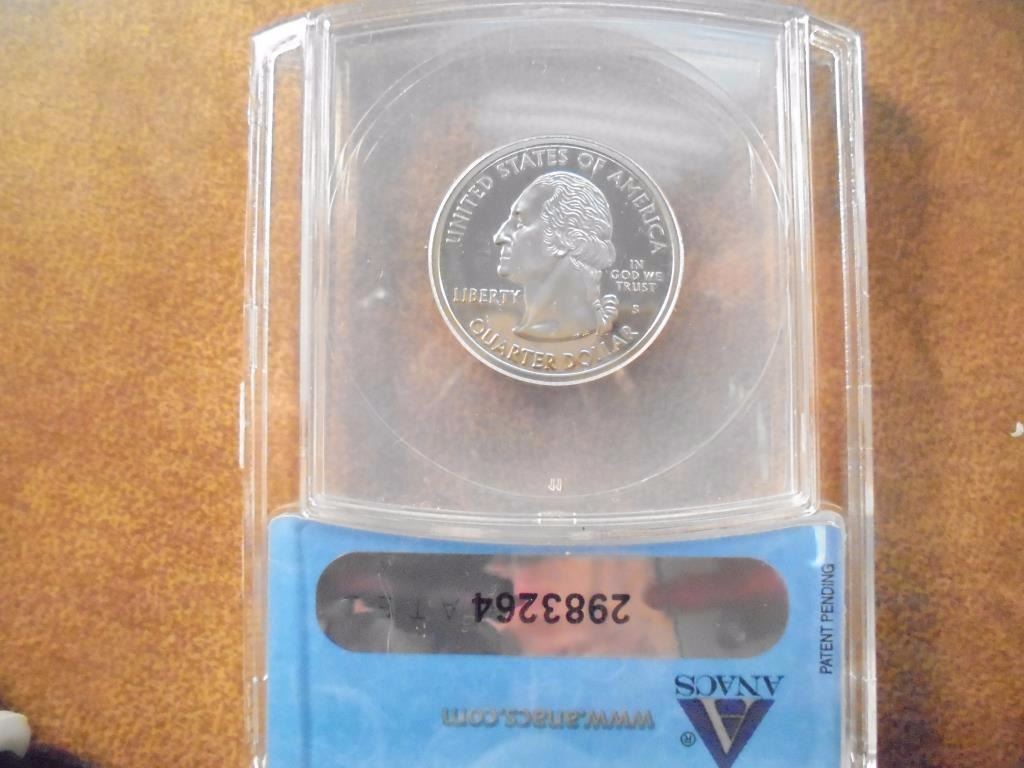 UNITED STATES OF AMERICA
IN
GOD WE
TRUST
LIBERTY
S
QUARTER DOLLAR
2983264
PATENT PENDING
ANACS
www.anacs.com
®